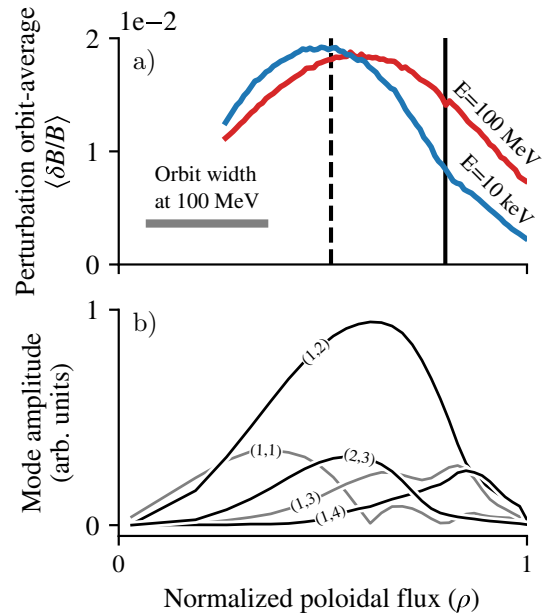 1e−2
2
a)
E=100 MeV
E=10 keV
1
Orbit width
at 100 MeV
0
Perturbation orbit-average
⟨δB/B⟩
1
b)
(1,2)
(1,1)
(2,3)
(1,3)
(1,4)
0
Mode amplitude
(arb. units)
0
1
Normalized poloidal flux (ρ)